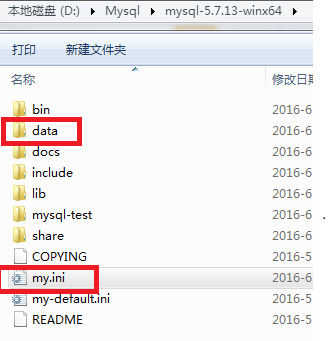 本地磁盘 (D:) ▸ Mysql ▸ mysql-5.7.13-winx64 ▸
打印 新建文件夹
名称 修改日期
bin 2016-6
data 2016-6
docs 2016-6
include 2016-6
lib 2016-6
mysql-test 2016-6
share 2016-6
COPYING 2016-5
my.ini 2016-6
my-default.ini 2016-5
README 2016-5